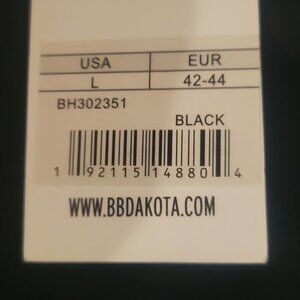 USA EUR
L 42-44
BH302351
BLACK
1 92115 14880 4
WWW.BBDAKOTA.COM